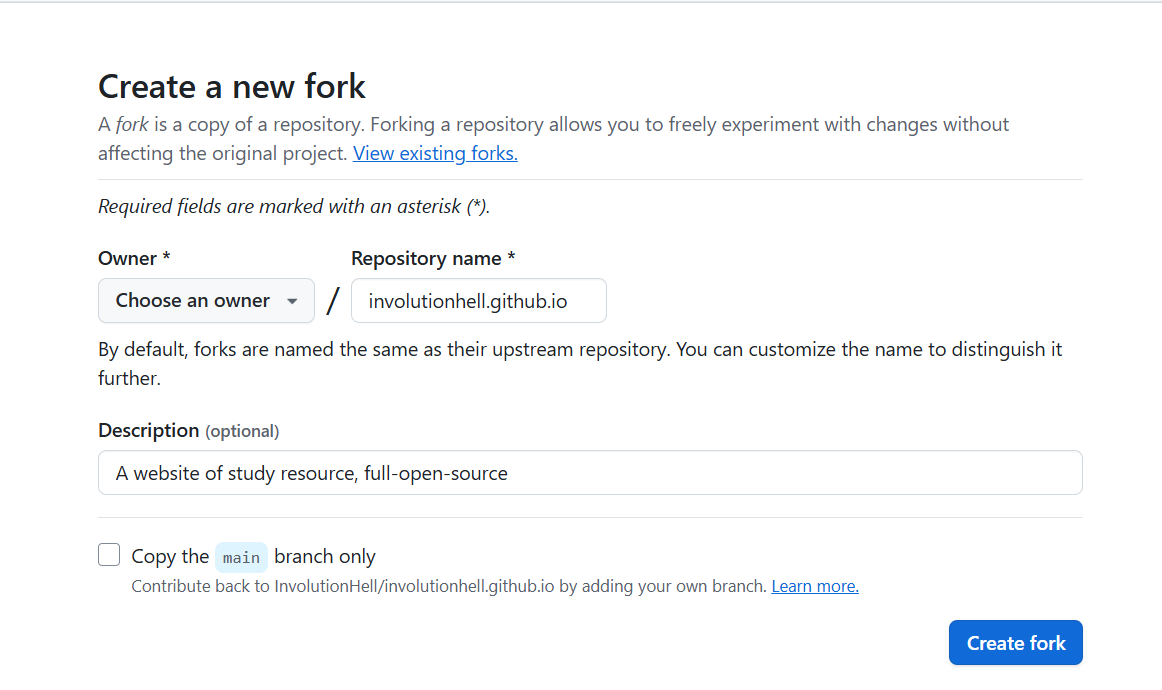 Create a new fork
A fork is a copy of a repository. Forking a repository allows you to freely experiment with changes without
affecting the original project. View existing forks.
Required fields are marked with an asterisk (*).
Owner * Repository name *
Choose an owner / involutionhell.github.io
By default, forks are named the same as their upstream repository. You can customize the name to distinguish it
further.
Description (optional)
A website of study resource, full-open-source
Copy the main branch only
Contribute back to InvolutionHell/involutionhell.github.io by adding your own branch. Learn more.
Create fork